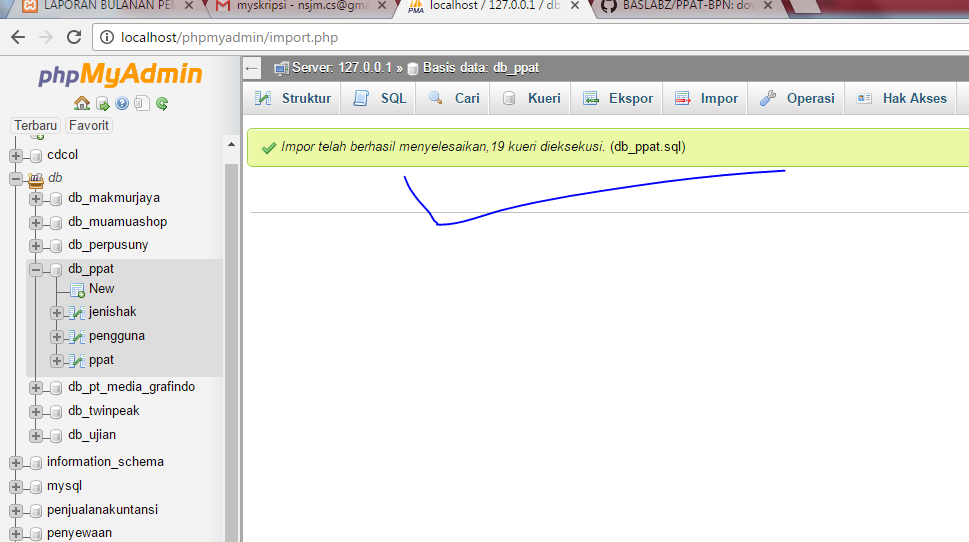 LAPORAN BULANAN PE
myskripsi - nsjm.cs@gma
localhost / 127.0.0.1 / db
BASLABZ/PPAT-BPN: dow
localhost/phpmyadmin/import.php
phpMyAdmin
Terbaru Favorit
cdcol
db
db_makmurjaya
db_muamuashop
db_perpusuny
db_ppat
New
jenishak
pengguna
ppat
db_pt_media_grafindo
db_twinpeak
db_ujian
information_schema
mysql
penjualanakuntansi
penyewaan
Server: 127.0.0.1 » Basis data: db_ppat
Struktur SQL Cari Kueri Ekspor Impor Operasi Hak Akses
Impor telah berhasil menyelesaikan,19 kueri dieksekusi. (db_ppat.sql)